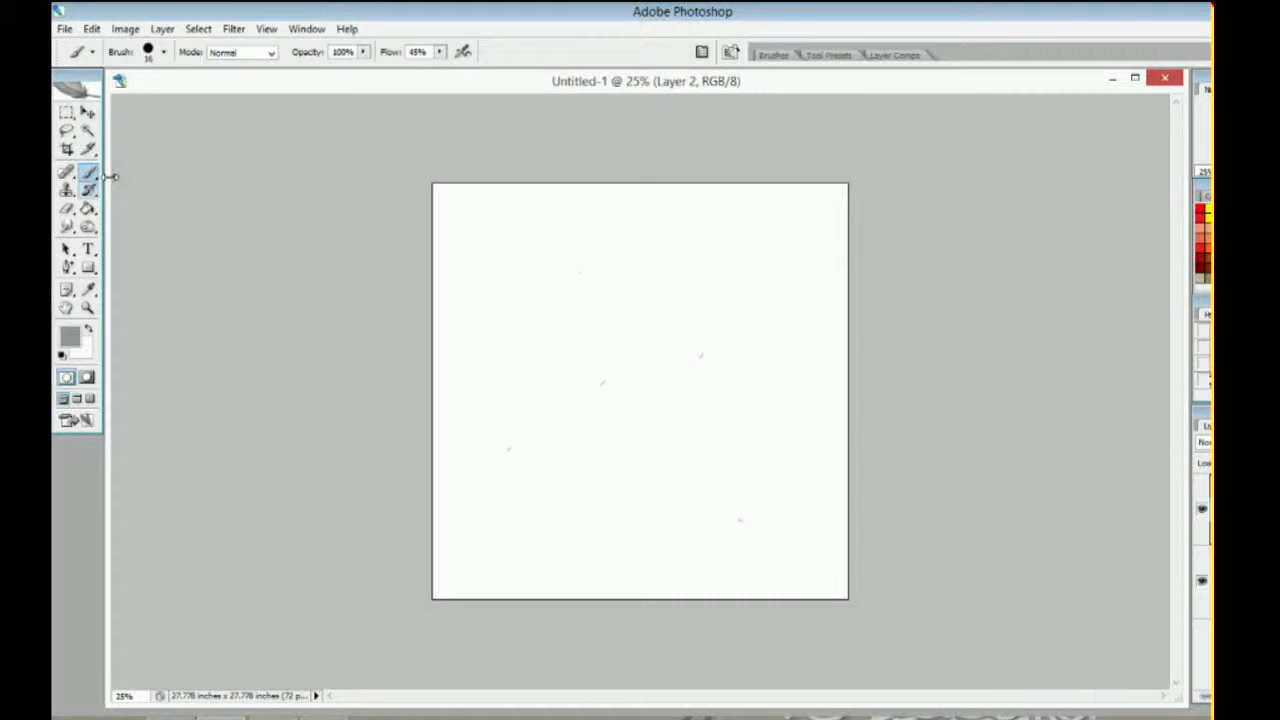 Adobe Photoshop
File Edit Image Layer Select Filter View Window Help
Brush: 16 Mode: Normal Opacity: 100% Flow: 45% Brushes Tool Presets Layer Comps
Untitled-1 @ 25% (Layer 2, RGB/8)
T
25%
25% 27.778 inches x 27.778 inches (72 p...